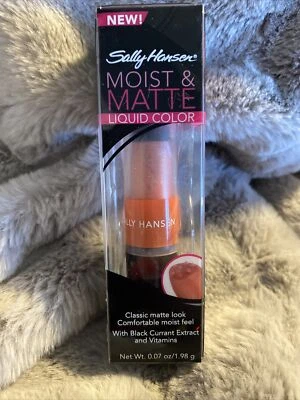 NEW!
Sally Hansen®
MOIST &
MATTE
LIQUID COLOR
LLY HANSEN
Classic matte look
Comfortable moist feel
With Black Currant Extract
and Vitamins
Net Wt. 0.07 oz/1.98 g